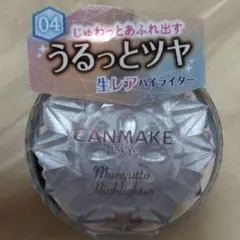 04
じゅわっとあふれ出す
うるっとツヤ
生レアハイライター
CANMAKE
TOKYO
Munyutto
Highlighter